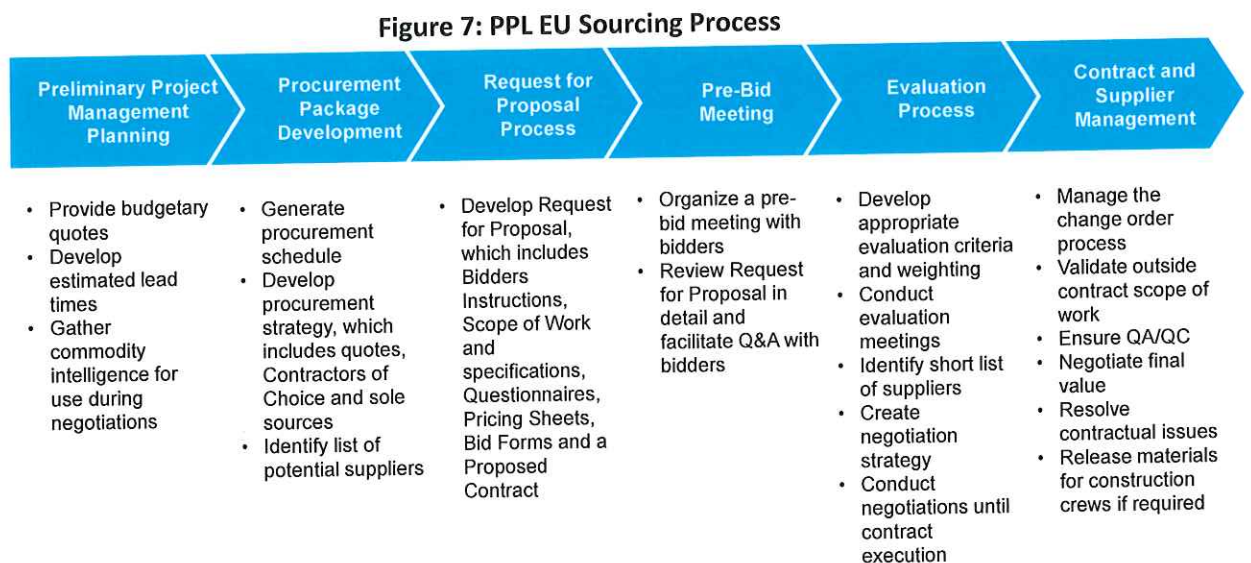 Figure 7: PPL EU Sourcing Process
Preliminary Project
Management
Planning
Procurement
Package
Development
Request for
Proposal
Process
Pre-Bid
Meeting
Evaluation
Process
Contract and
Supplier
Management
• Provide budgetary
quotes
• Develop
estimated lead
times
• Gather
commodity
intelligence for
use during
negotiations
• Generate
procurement
schedule
• Develop
procurement
strategy, which
includes quotes,
Contractors of
Choice and sole
sources
• Identify list of
potential suppliers
• Develop Request
for Proposal,
which includes
Bidders
Instructions,
Scope of Work
and
specifications,
Questionnaires,
Pricing Sheets,
Bid Forms and a
Proposed
Contract
• Organize a pre-
bid meeting with
bidders
• Review Request
for Proposal in
detail and
facilitate Q&A with
bidders
• Develop
appropriate
evaluation criteria
and weighting
• Conduct
evaluation
meetings
• Identify short list
of suppliers
• Create
negotiation
strategy
• Conduct
negotiations until
contract
execution
• Manage the
change order
process
• Validate outside
contract scope of
work
• Ensure QA/QC
• Negotiate final
value
• Resolve
contractual issues
• Release materials
for construction
crews if required